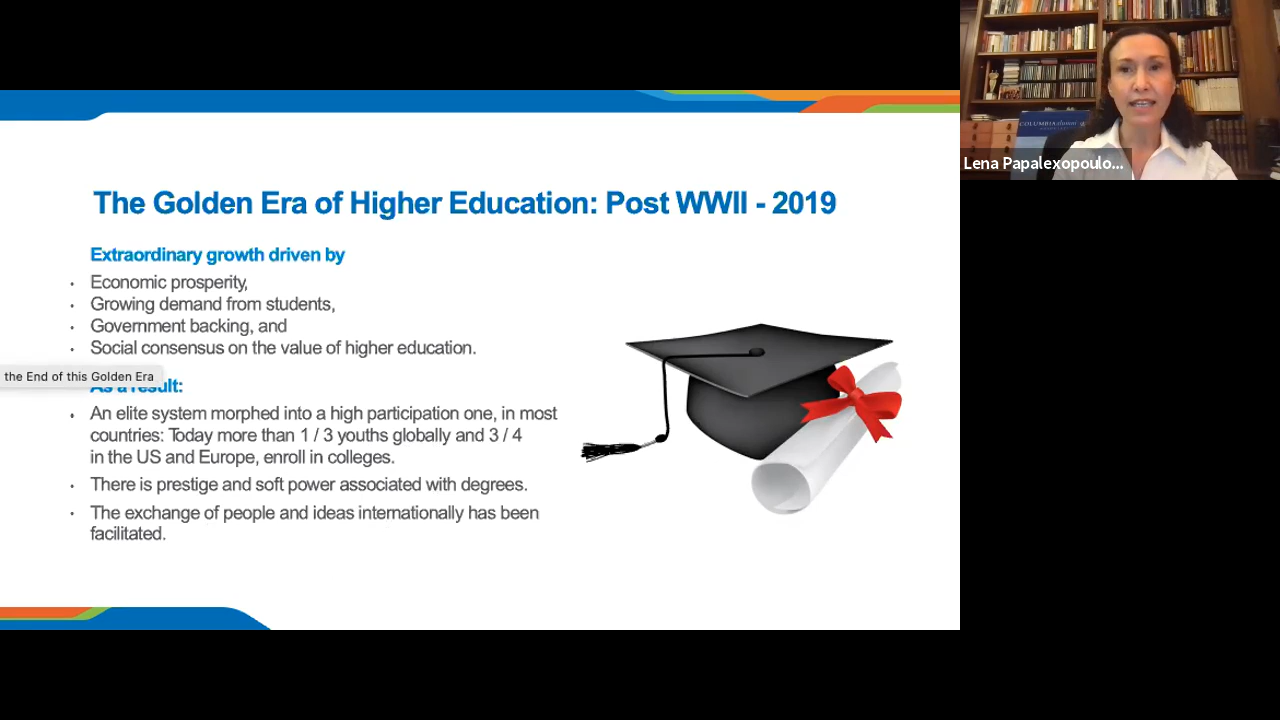 The Golden Era of Higher Education: Post WWII - 2019
Extraordinary growth driven by
• Economic prosperity,
• Growing demand from students,
• Government backing, and
• Social consensus on the value of higher education.
the End of this Golden Era
As a result:
• An elite system morphed into a high participation one, in most
countries: Today more than 1 / 3 youths globally and 3 / 4
in the US and Europe, enroll in colleges.
• There is prestige and soft power associated with degrees.
• The exchange of people and ideas internationally has been
facilitated.
COLUMBIA
Lena Papalexopoulo...